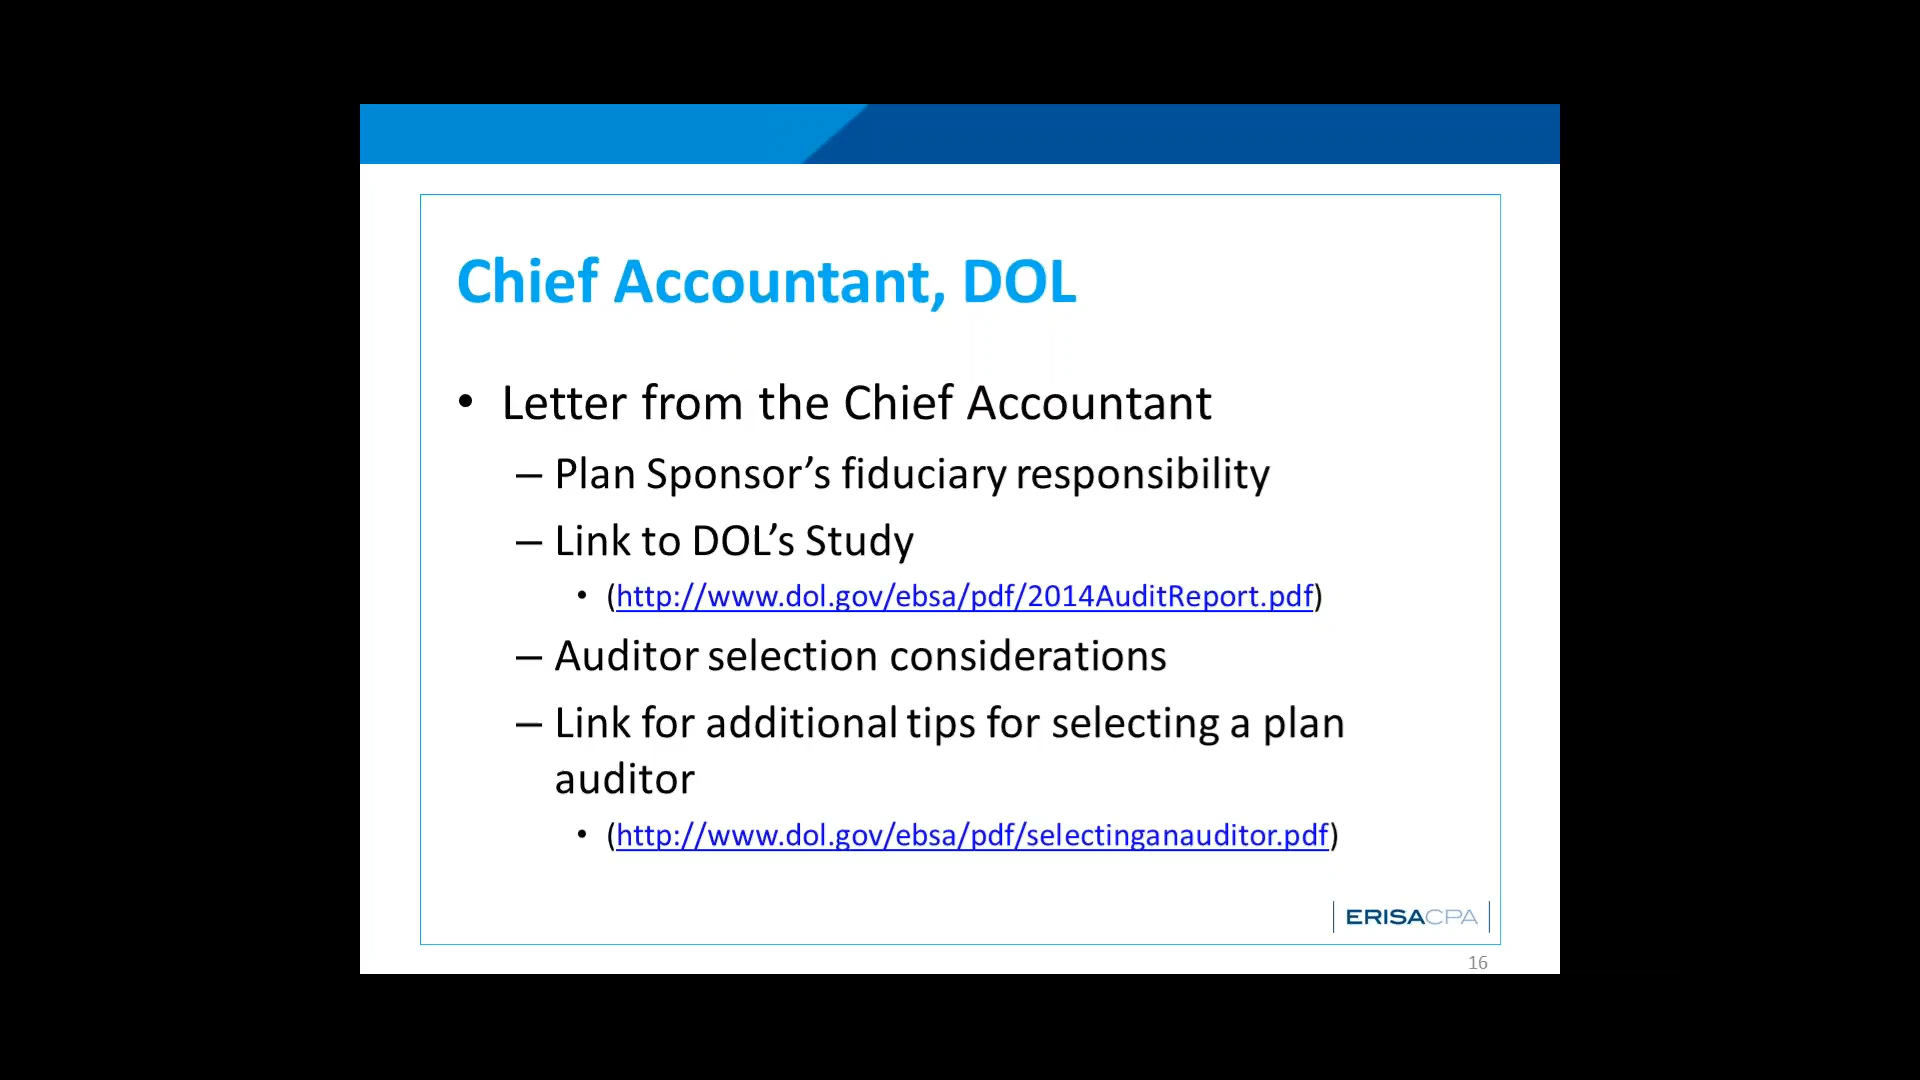 Chief Accountant, DOL
• Letter from the Chief Accountant
– Plan Sponsor’s fiduciary responsibility
– Link to DOL’s Study
• (http://www.dol.gov/ebsa/pdf/2014AuditReport.pdf)
– Auditor selection considerations
– Link for additional tips for selecting a plan
auditor
• (http://www.dol.gov/ebsa/pdf/selectinganauditor.pdf)
ERISACPA
16